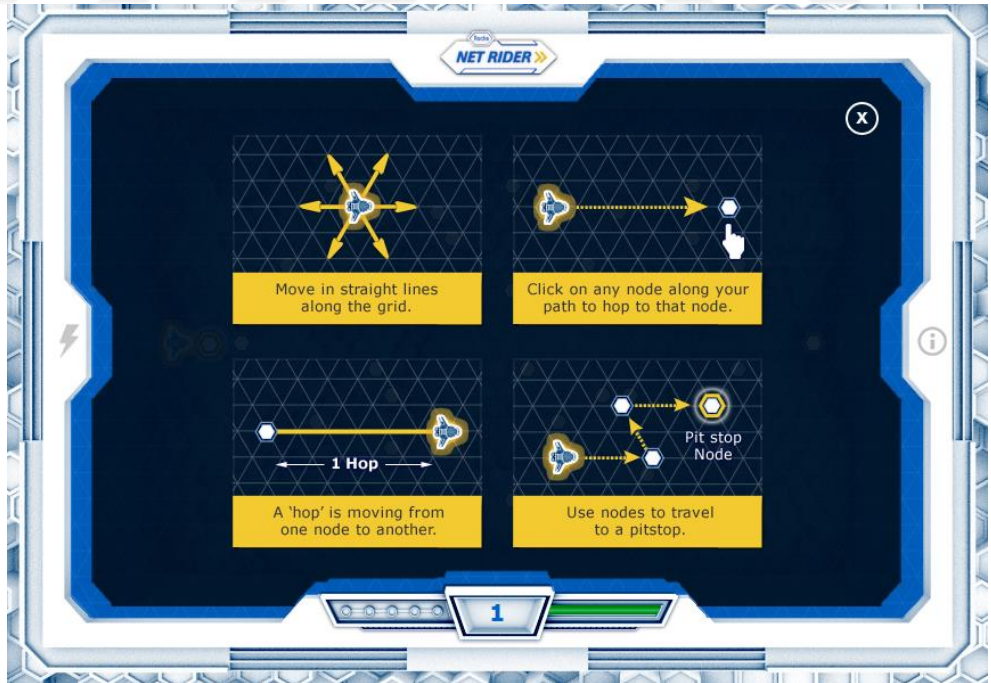 Roche
NET RIDER
X
Move in straight lines
along the grid.
Click on any node along your
path to hop to that node.
1 Hop
A ‘hop’ is moving from
one node to another.
Pit stop
Node
Use nodes to travel
to a pitstop.
i
1